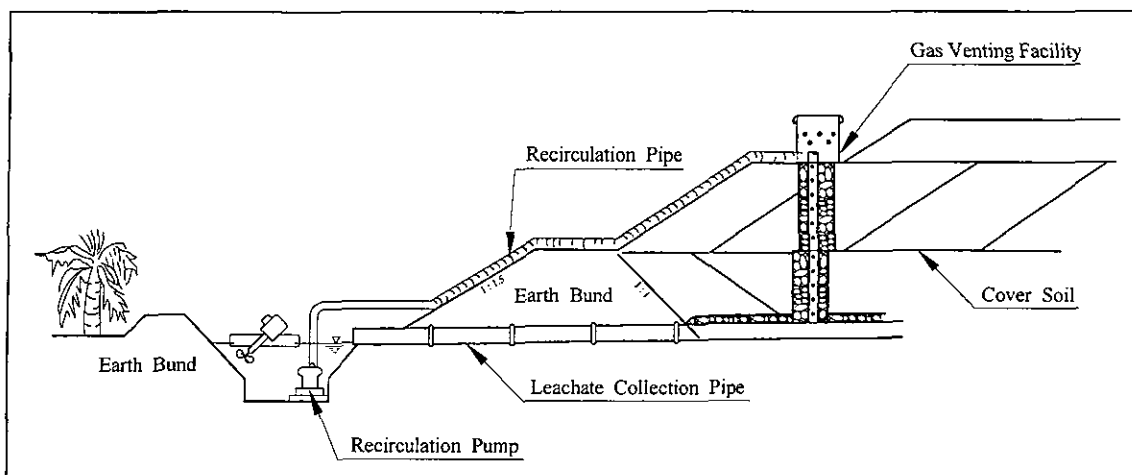 Gas Venting Facility
Recirculation Pipe
1:1.5
Earth Bund
1:1
Cover Soil
Earth Bund
Leachate Collection Pipe
Recirculation Pump